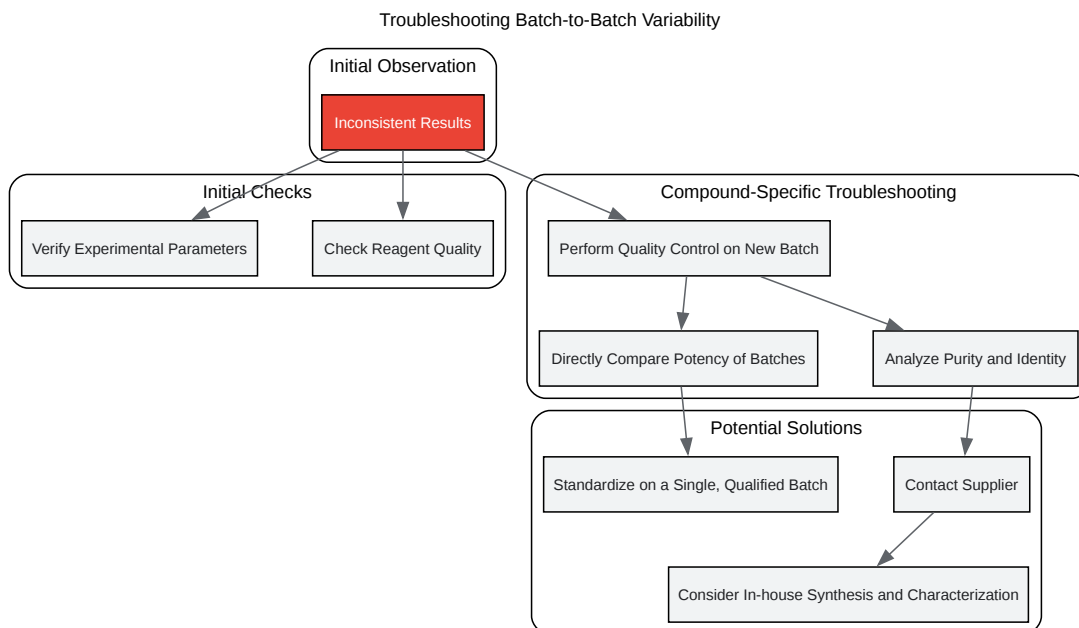 Troubleshooting Batch-to-Batch Variability
Initial Observation
Inconsistent Results
Initial Checks
Verify Experimental Parameters
Check Reagent Quality
Compound-Specific Troubleshooting
Perform Quality Control on New Batch
Directly Compare Potency of Batches
Analyze Purity and Identity
Potential Solutions
Standardize on a Single, Qualified Batch
Contact Supplier
Consider In-house Synthesis and Characterization